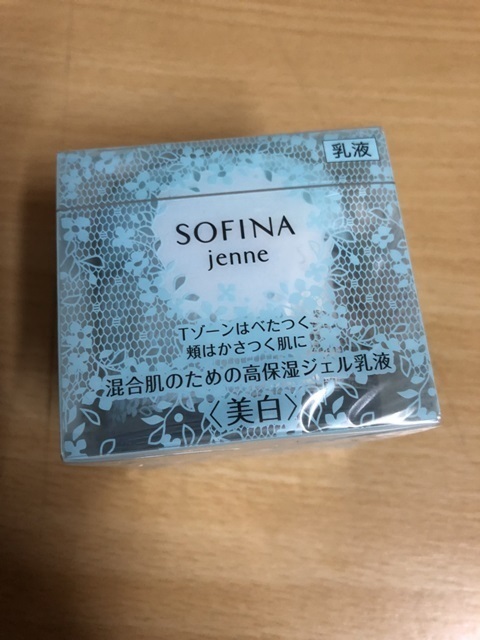 乳液
SOFINA
jenne
Tゾーンはべたつく
頬はかさつく肌に
混合肌のための高保湿ジェル乳液
〈美白〉